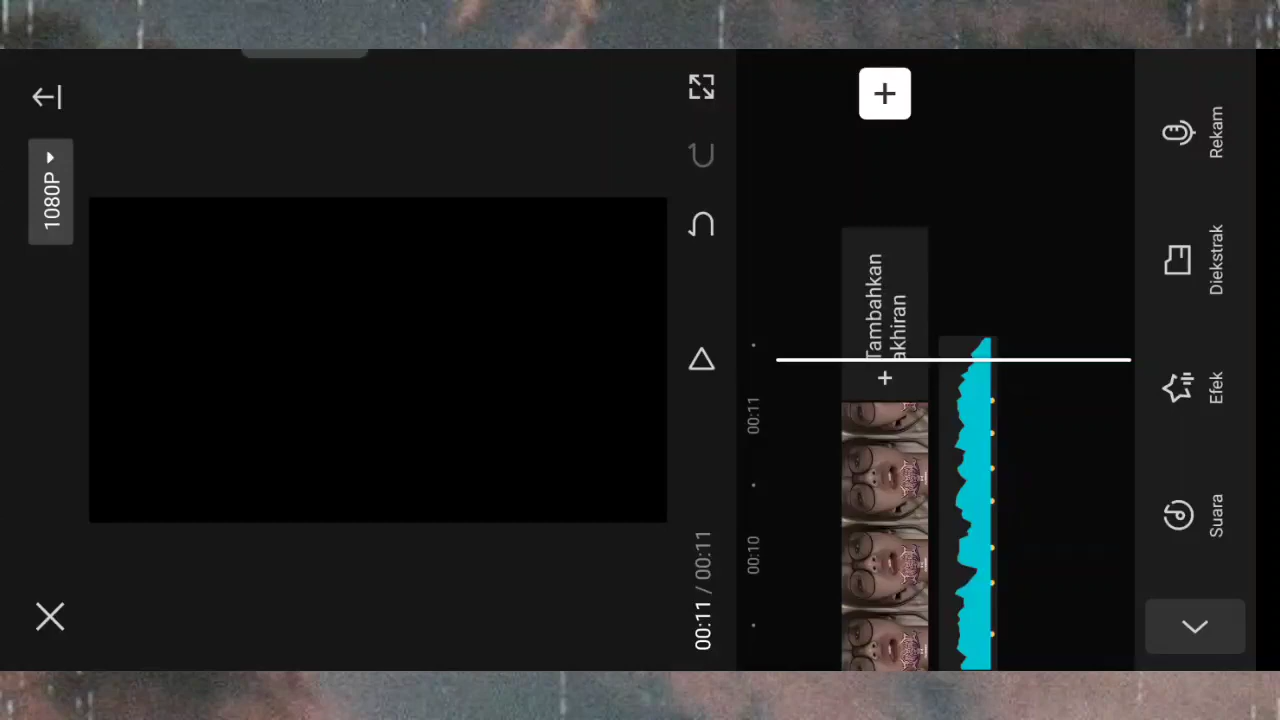 1080P
00:11 / 00:11
00:10
00:11
+ Tambahkan
akhiran
Suara
Efek
Diekstrak
Rekam